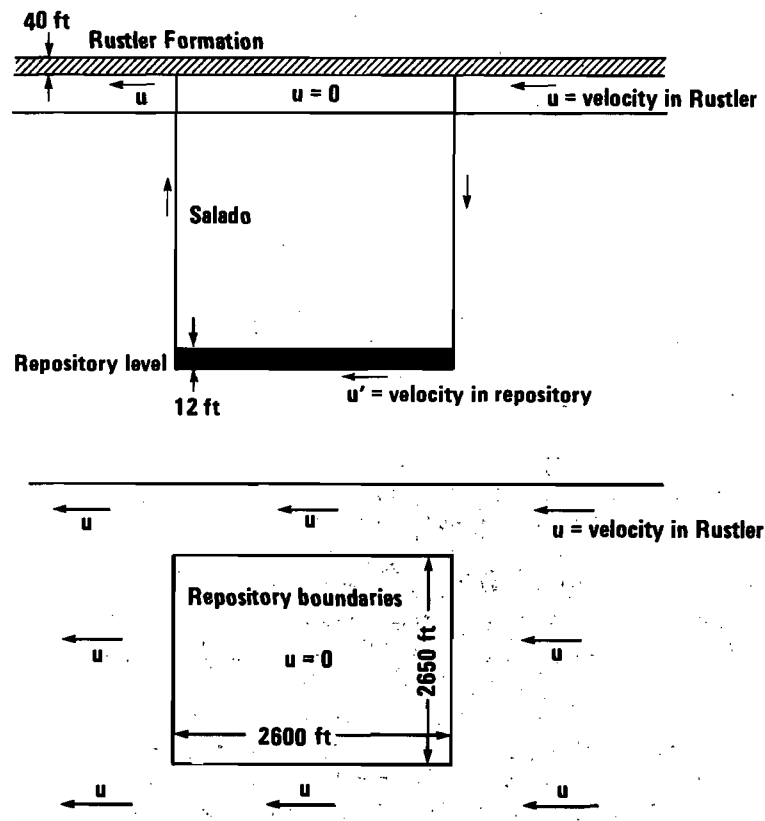 40 ft
Rustler Formation
u
u = 0
u = velocity in Rustler
Salado
Repository level
12 ft
u' = velocity in repository
u
u
u = velocity in Rustler
Repository boundaries
u
u = 0
2650 ft
u
2600 ft
u
u
u